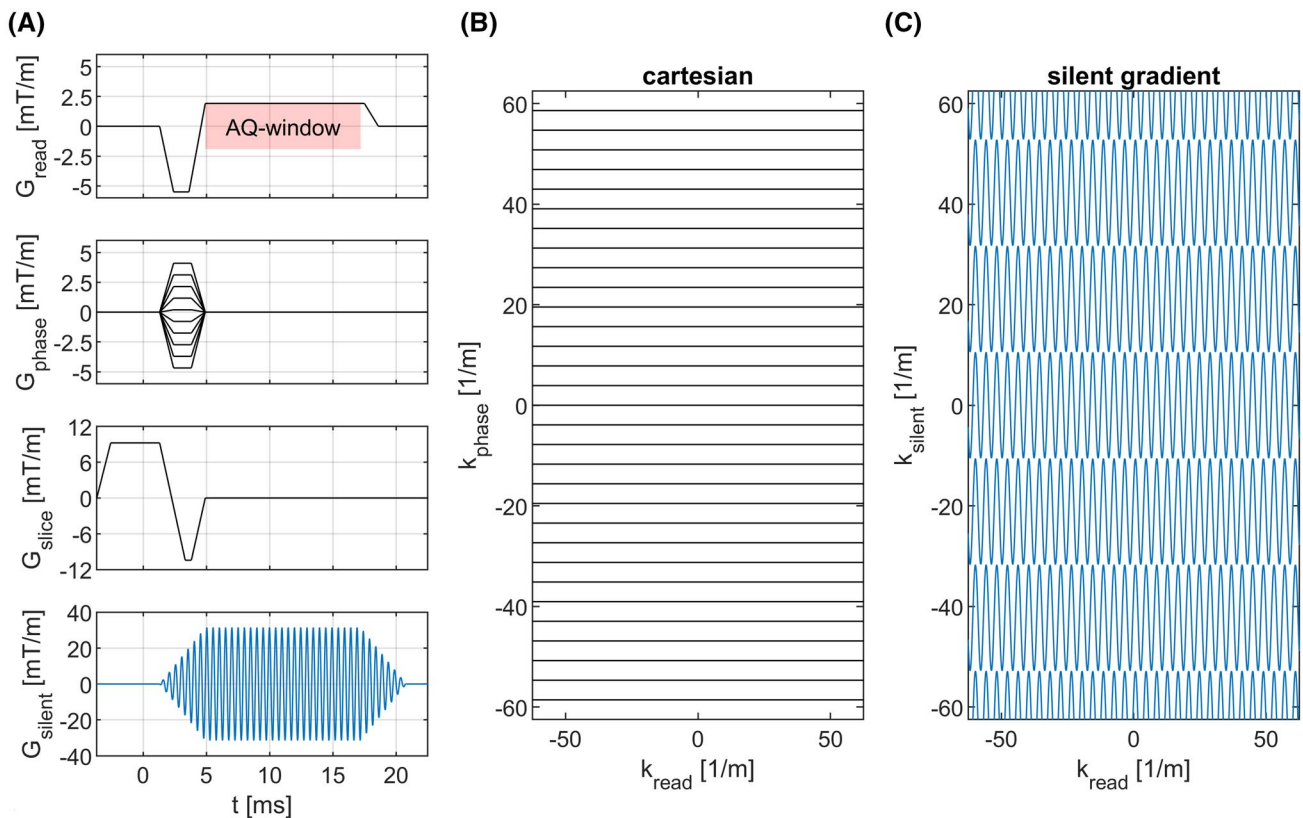 (A)
G_read [mT/m]
5
2.5
0
-2.5
-5
AQ-window
G_phase [mT/m]
5
2.5
0
-2.5
-5
G_slice [mT/m]
12
6
0
-6
-12
G_silent [mT/m]
40
20
0
-20
-40
0 5 10 15 20
t [ms]
(B)
cartesian
k_phase [1/m]
60
40
20
0
-20
-40
-60
-50 0 50
k_read [1/m]
(C)
silent gradient
k_silent [1/m]
60
40
20
0
-20
-40
-60
-50 0 50
k_read [1/m]